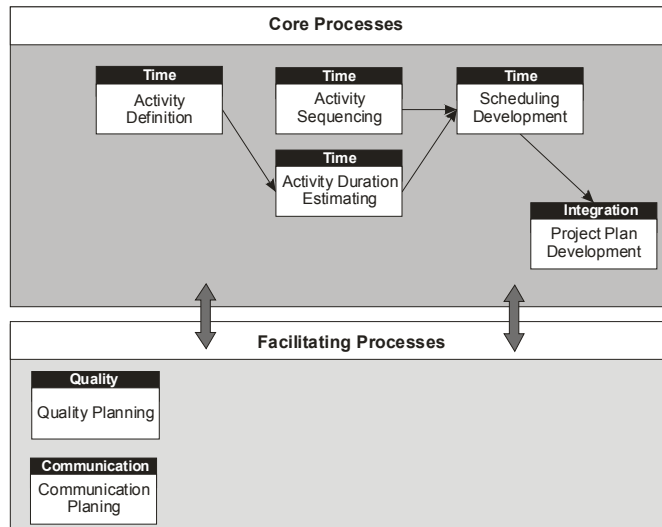 Core Processes
Time
Activity
Definition
Time
Activity
Sequencing
Time
Scheduling
Development
Time
Activity Duration
Estimating
Integration
Project Plan
Development
Facilitating Processes
Quality
Quality Planning
Communication
Communication
Planing